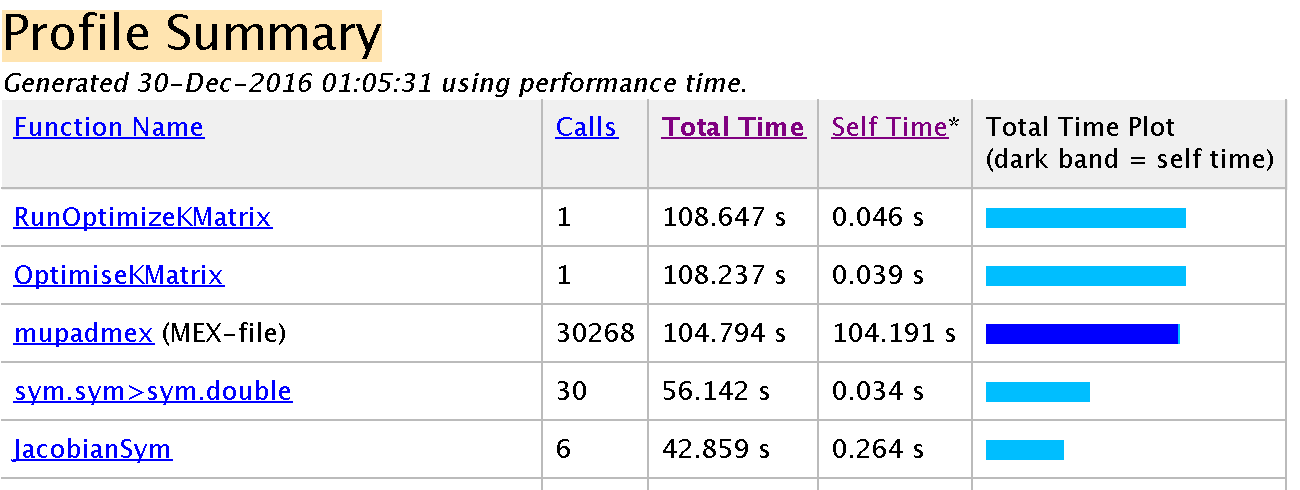 Profile Summary
Generated 30-Dec-2016 01:05:31 using performance time.
Function Name Calls Total Time Self Time* Total Time Plot
(dark band = self time)
RunOptimizeKMatrix 1 108.647 s 0.046 s
OptimiseKMatrix 1 108.237 s 0.039 s
mupadmex (MEX-file) 30268 104.794 s 104.191 s
sym.sym>sym.double 30 56.142 s 0.034 s
JacobianSym 6 42.859 s 0.264 s